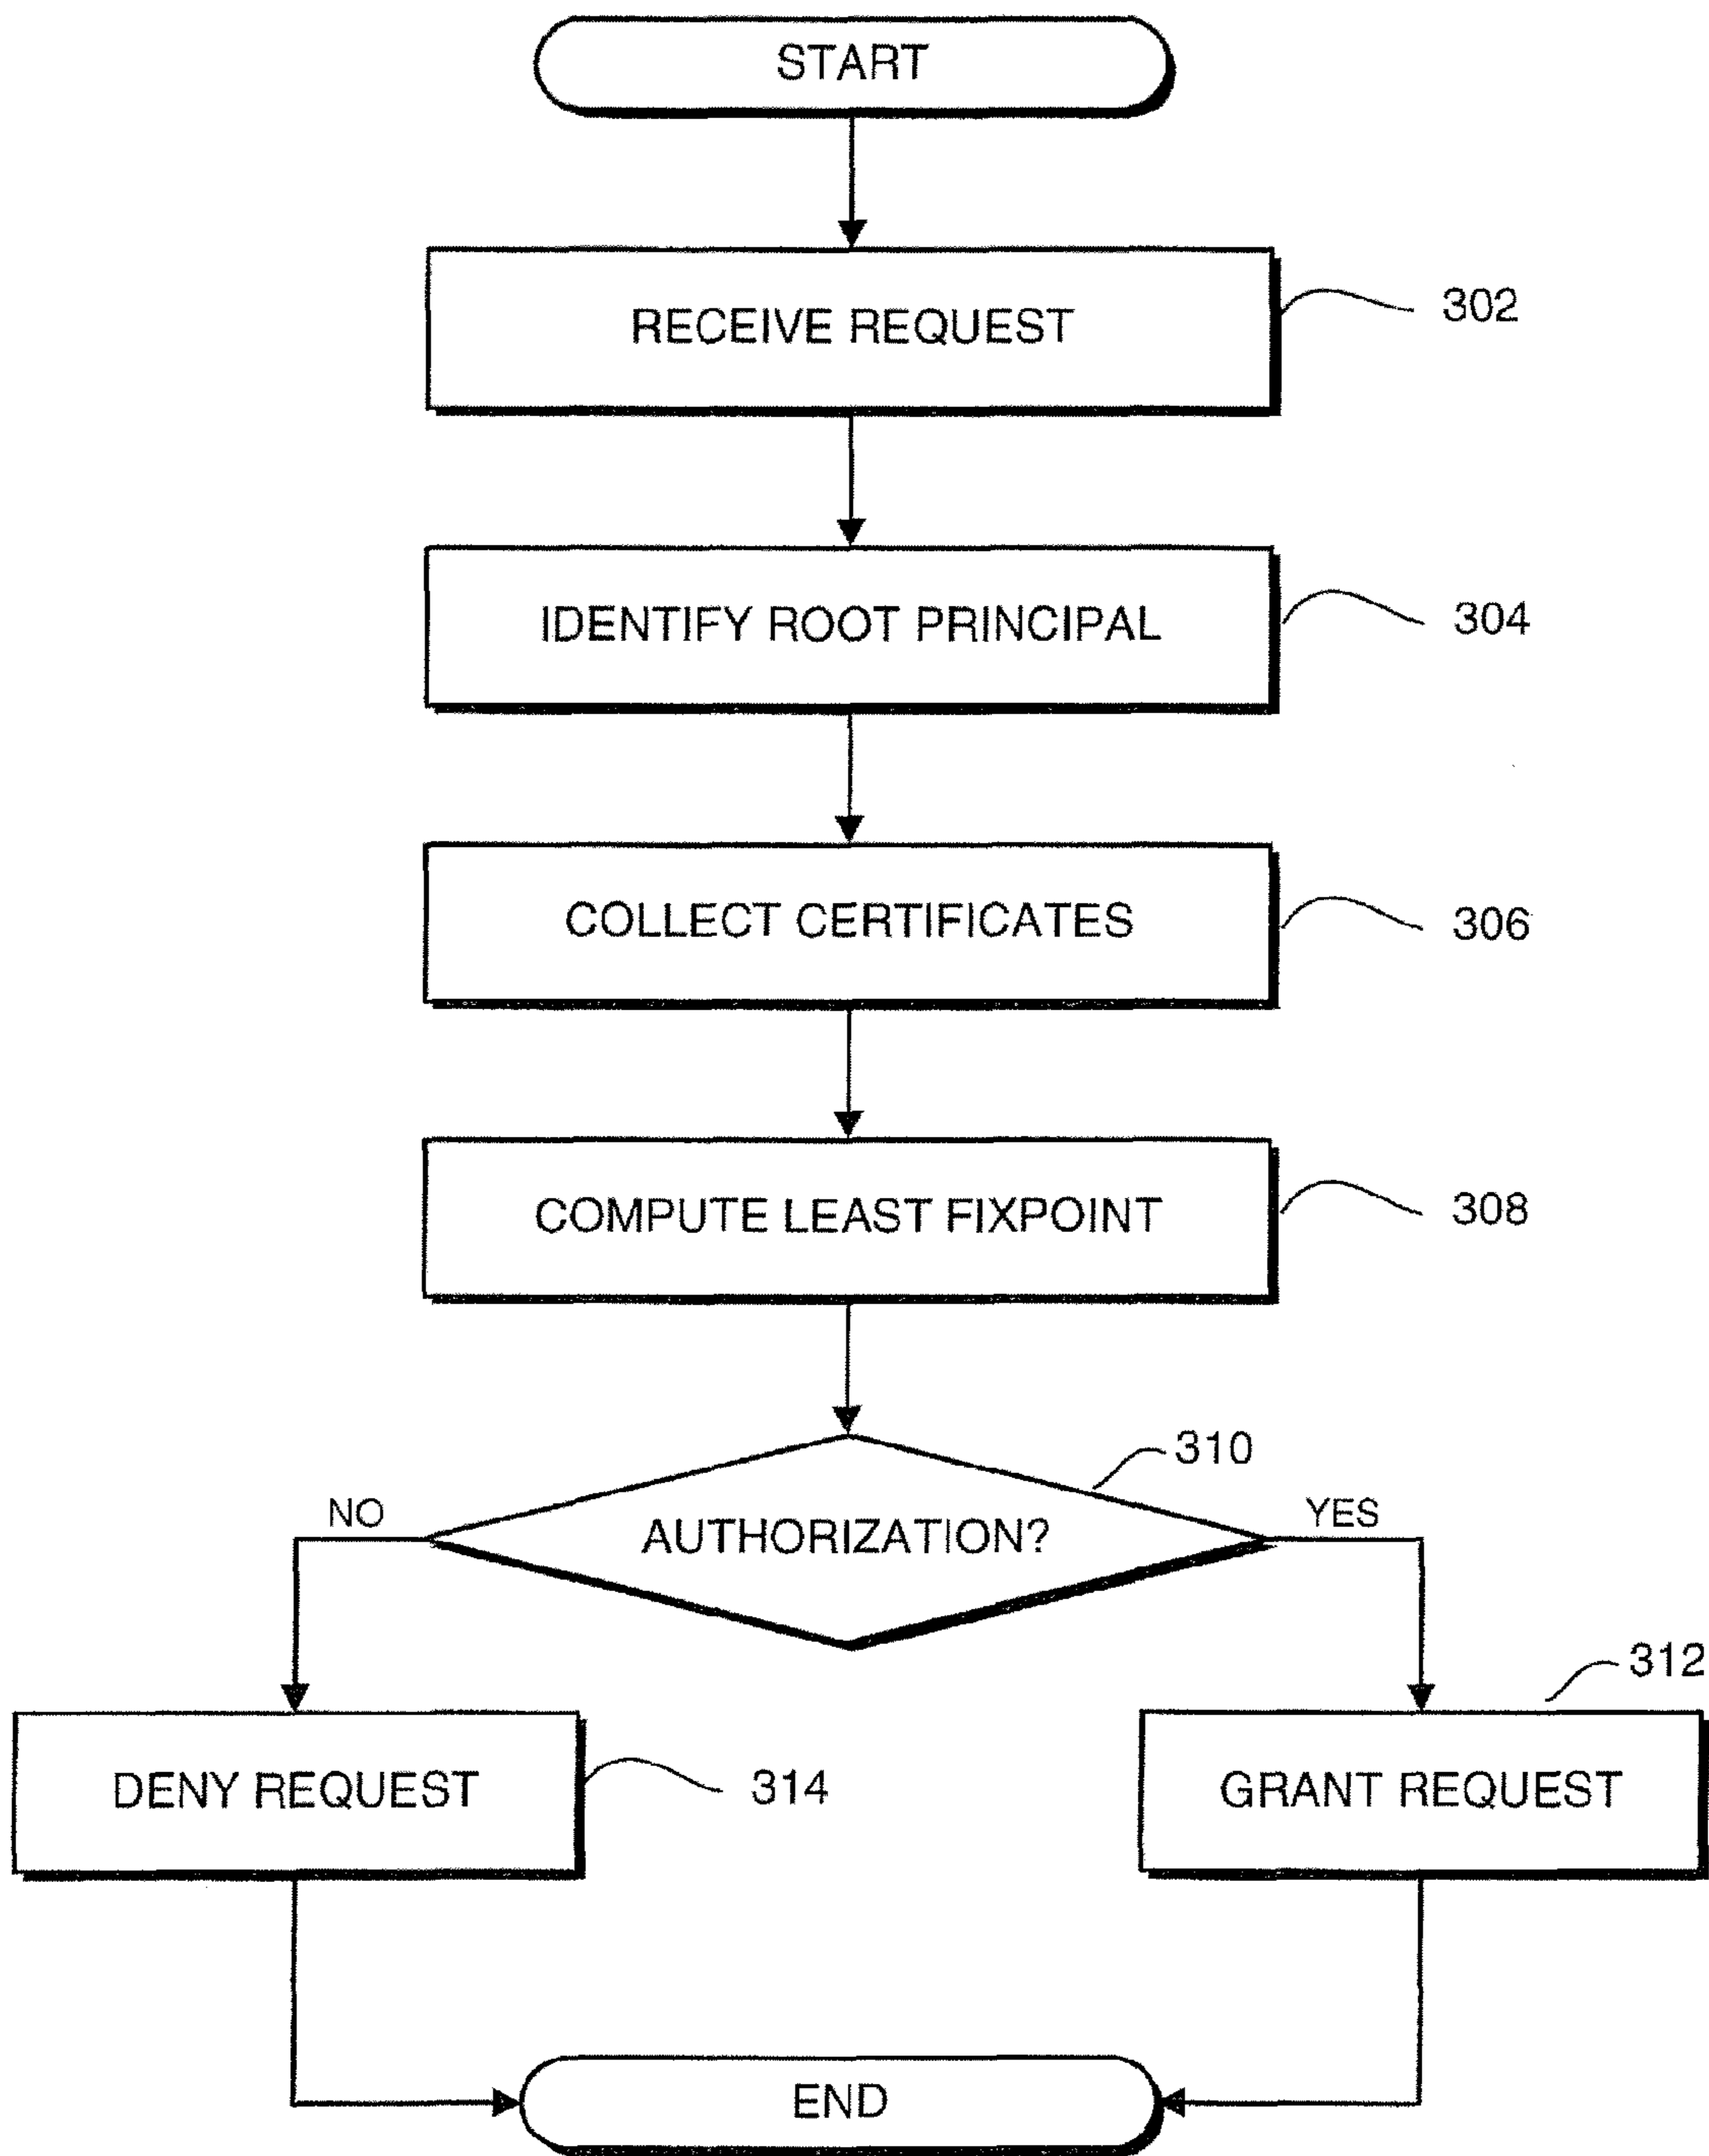 START
RECEIVE REQUEST
302
IDENTIFY ROOT PRINCIPAL
304
COLLECT CERTIFICATES
306
COMPUTE LEAST FIXPOINT
308
310
NO
AUTHORIZATION?
YES
312
DENY REQUEST
314
GRANT REQUEST
END